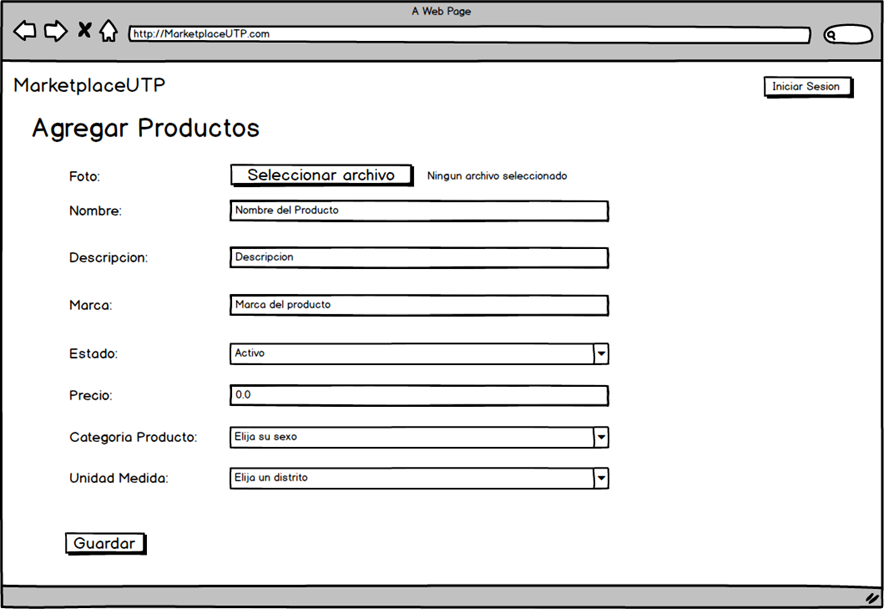 A Web Page
http://MarketplaceUTP.com
MarketplaceUTP
Iniciar Sesion
Agregar Productos
Foto: Seleccionar archivo Ningun archivo seleccionado
Nombre: Nombre del Producto
Descripcion: Descripcion
Marca: Marca del producto
Estado: Activo
Precio: 0.0
Categoria Producto: Elija su sexo
Unidad Medida: Elija un distrito
Guardar